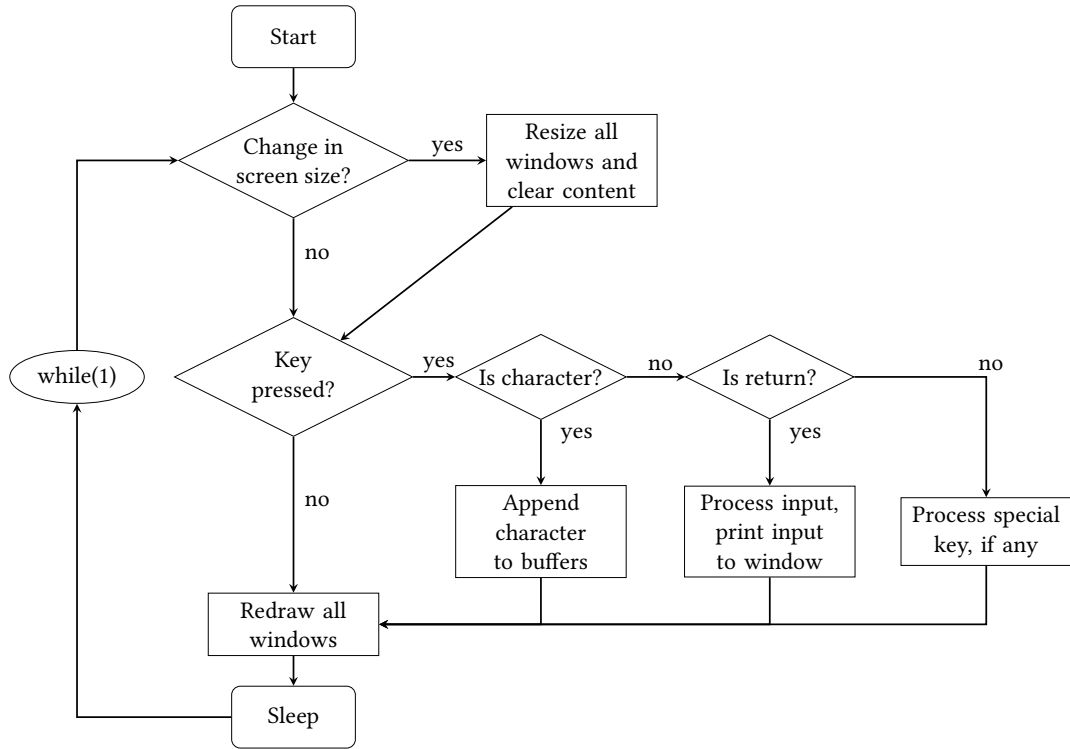 Start
Change in
screen size?
yes
Resize all
windows and
clear content
no
while(1)
Key
pressed?
yes
Is character?
no
Is return?
no
yes
yes
no
Append
character
to buffers
Process input,
print input
to window
Process special
key, if any
Redraw all
windows
Sleep